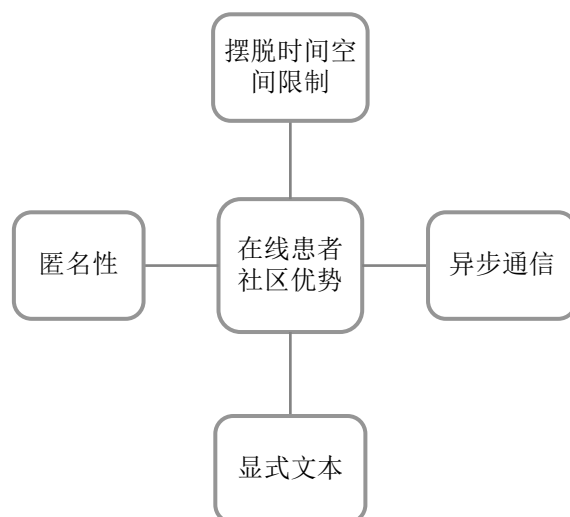 摆脱时间空
间限制
匿名性
在线患者
社区优势
异步通信
显式文本